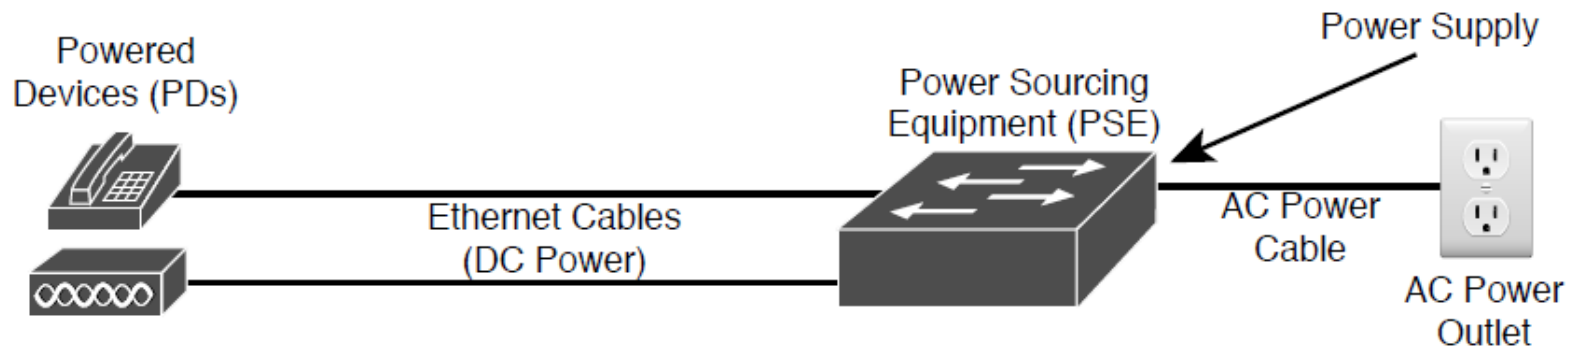 Powered
Devices (PDs)
Ethernet Cables
(DC Power)
Power Sourcing
Equipment (PSE)
Power Supply
AC Power
Cable
AC Power
Outlet